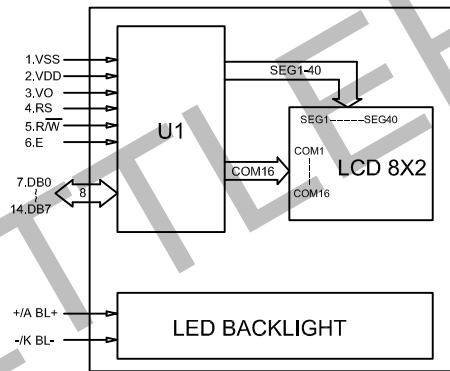 1.VSS
2.VDD
3.VO
4.RS
5.R/W
6.E
7.DB0
~
14.DB7
8
U1
SEG1-40
COM16
SEG1------SEG40
COM1
COM16
LCD 8X2
+/A BL+
-/K BL-
LED BACKLIGHT